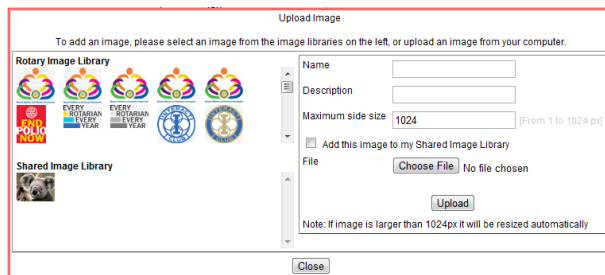 Upload Image
To add an image, please select an image from the image libraries on the left, or upload an image from your computer.
Rotary Image Library
END
POLIO
NOW
EVERY
ROTARIAN
EVERY
YEAR
EVERY
ROTARIAN
EVERY
YEAR
INTERACT
CLUB
Shared Image Library
Name
Description
Maximum side size 1024 [From 1 to 1024 px]
Add this image to my Shared Image Library
File Choose File No file chosen
Upload
Note: If image is larger than 1024px it will be resized automatically
Close